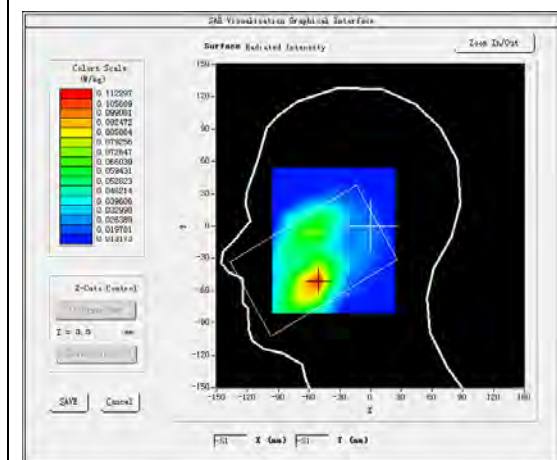 SAR Visualisation Graphical Interface
Surface Radiated Intensity
Zoom In/Out
Colors Scale
(W/kg)
0.112297
0.105689
0.099081
0.092472
0.085864
0.079256
0.072647
0.066039
0.059431
0.052823
0.046214
0.039606
0.032998
0.026389
0.019781
0.013173
150
120
90
60
30
0
-30
-60
-90
-120
-150
Y
-150 -120 -90 -60 -30 0 30 60 90 120 150
X
Z-Cuts Control
Z = 0.0 mm
SAVE Cancel
-51 X (mm) -51 Y (mm)